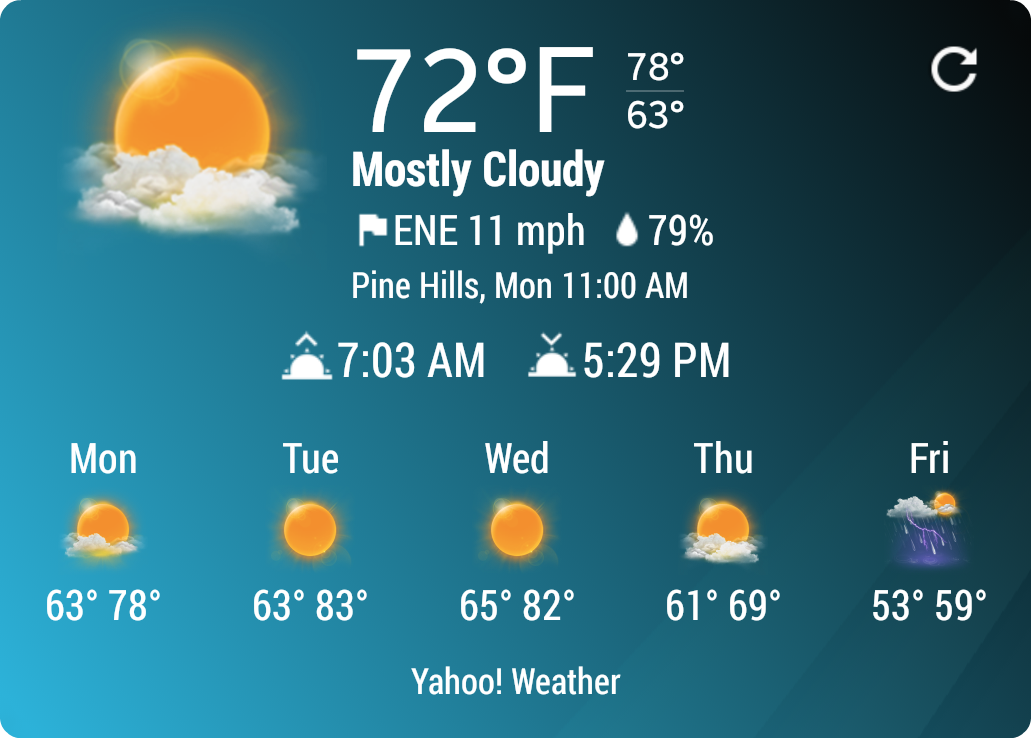 72°F 78°
63°
Mostly Cloudy
ENE 11 mph 79%
Pine Hills, Mon 11:00 AM
7:03 AM 5:29 PM
Mon Tue Wed Thu Fri
63° 78° 63° 83° 65° 82° 61° 69° 53° 59°
Yahoo! Weather